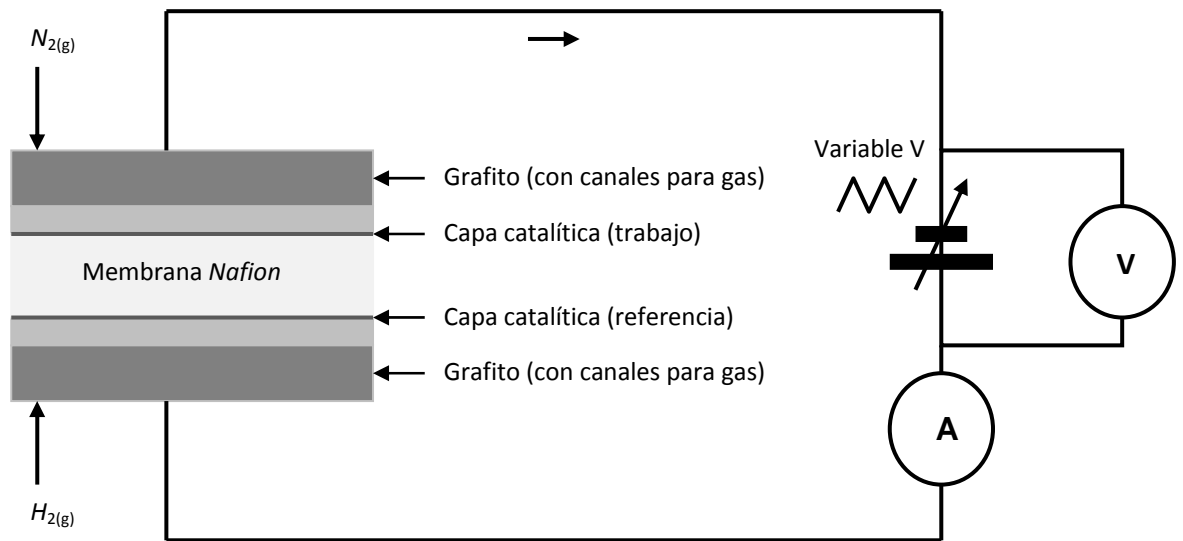 N2(g)
Variable V
Grafito (con canales para gas)
Capa catalítica (trabajo)
Membrana Nafion
V
Capa catalítica (referencia)
Grafito (con canales para gas)
A
H2(g)